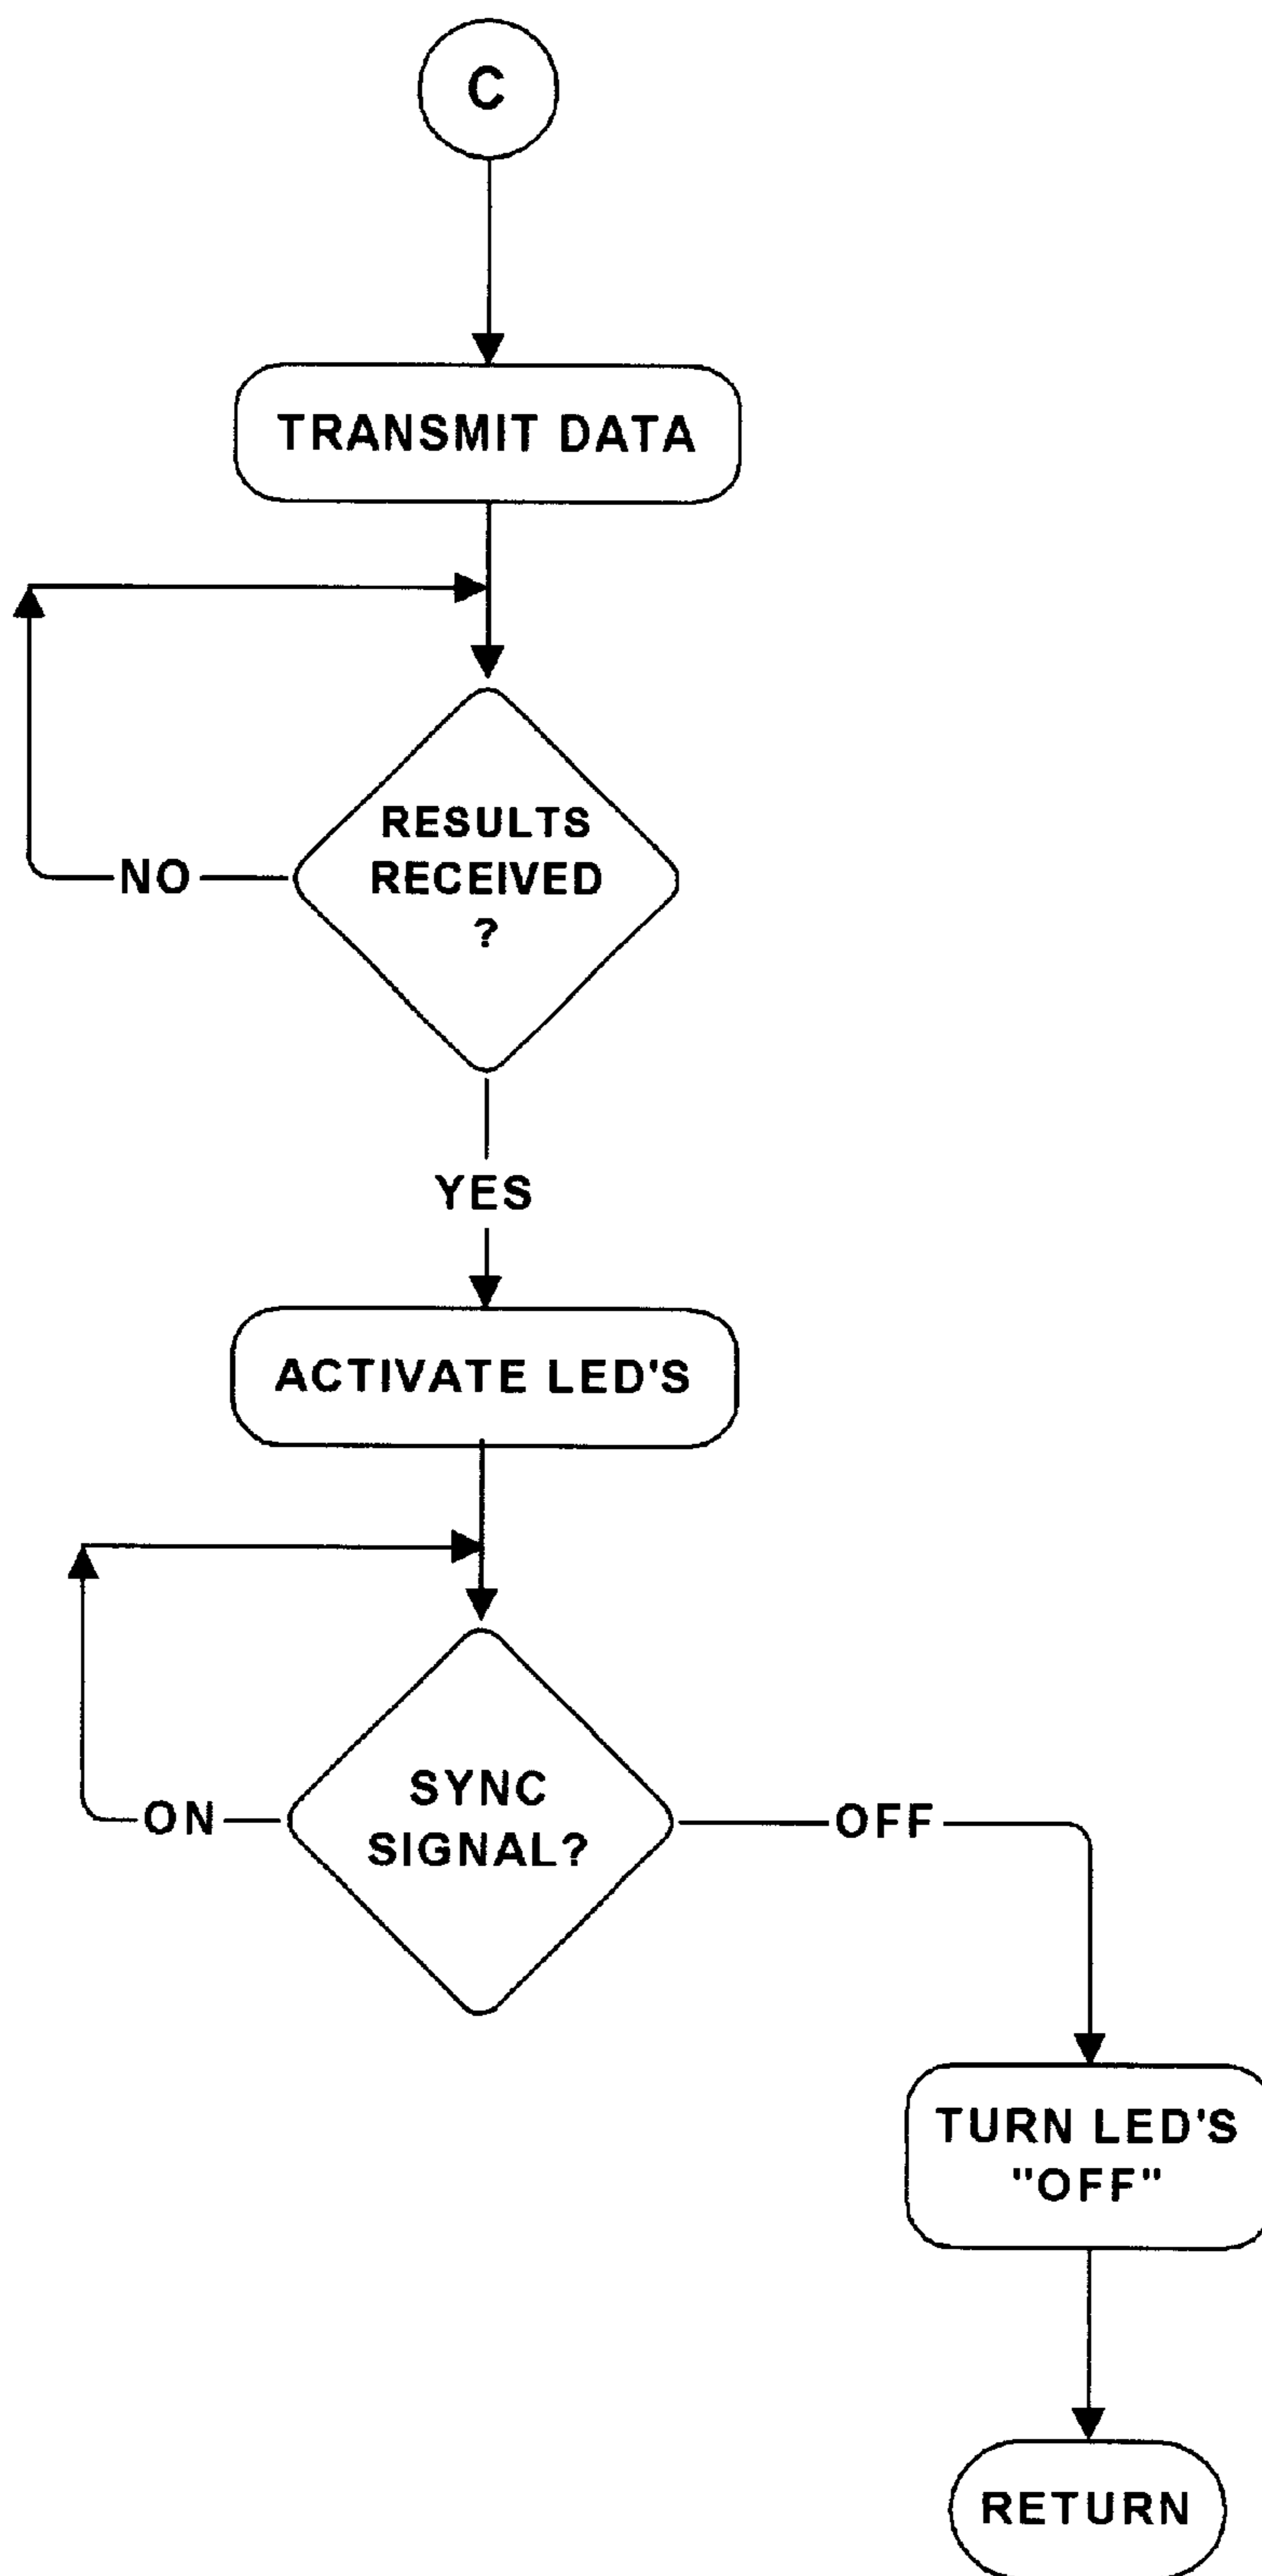 C
TRANSMIT DATA
RESULTS
RECEIVED
?
NO
YES
ACTIVATE LED'S
SYNC
SIGNAL?
ON
OFF
TURN LED'S
"OFF"
RETURN